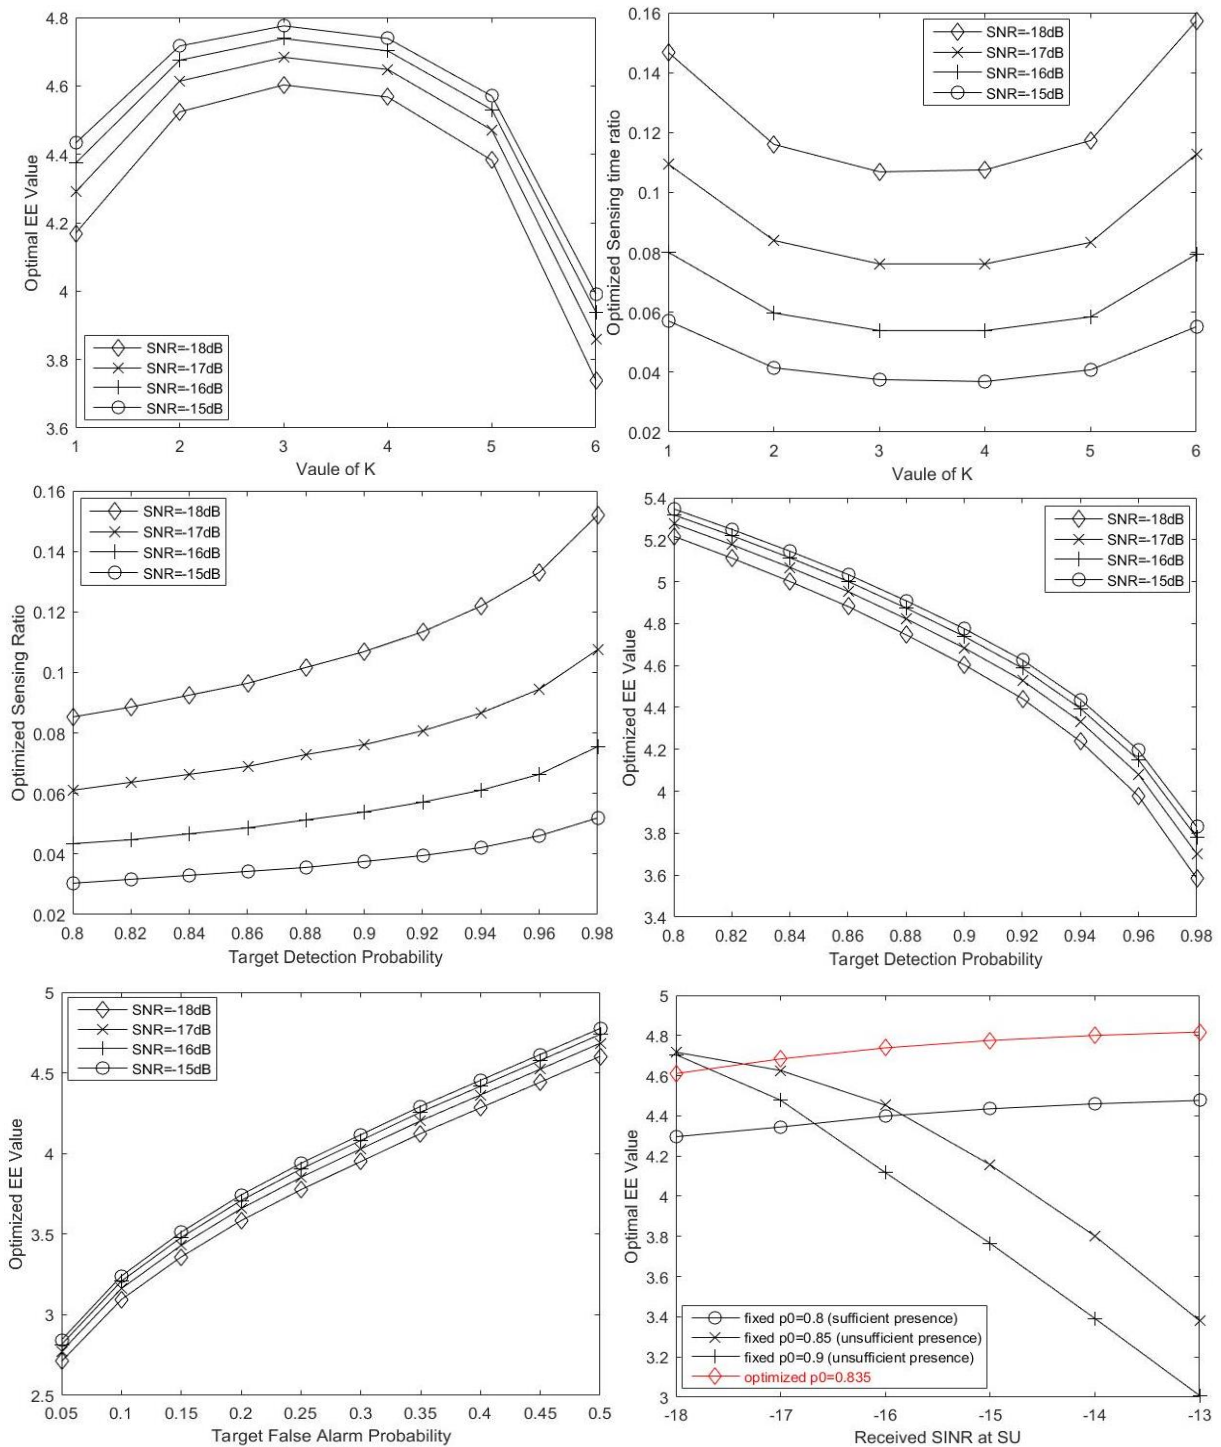 4.8
4.6
4.4
4.2
4
3.8
3.6
Optimal EE Value
SNR=-18dB
SNR=-17dB
SNR=-16dB
SNR=-15dB
1 2 3 4 5 6
Vaule of K
0.16
0.14
0.12
0.1
0.08
0.06
0.04
0.02
Optimized Sensing time ratio
SNR=-18dB
SNR=-17dB
SNR=-16dB
SNR=-15dB
1 2 3 4 5 6
Vaule of K
0.16
0.14
0.12
0.1
0.08
0.06
0.04
0.02
Optimized Sensing Ratio
SNR=-18dB
SNR=-17dB
SNR=-16dB
SNR=-15dB
0.8 0.82 0.84 0.86 0.88 0.9 0.92 0.94 0.96 0.98
Target Detection Probability
5.4
5.2
5
4.8
4.6
4.4
4.2
4
3.8
3.6
3.4
Optimized EE Value
SNR=-18dB
SNR=-17dB
SNR=-16dB
SNR=-15dB
0.8 0.82 0.84 0.86 0.88 0.9 0.92 0.94 0.96 0.98
Target Detection Probability
5
4.5
4
3.5
3
2.5
Optimized EE Value
SNR=-18dB
SNR=-17dB
SNR=-16dB
SNR=-15dB
0.05 0.1 0.15 0.2 0.25 0.3 0.35 0.4 0.45 0.5
Target False Alarm Probability
5
4.8
4.6
4.4
4.2
4
3.8
3.6
3.4
3.2
3
Optimal EE Value
fixed p0=0.8 (sufficient presence)
fixed p0=0.85 (unsufficient presence)
fixed p0=0.9 (unsufficient presence)
optimized p0=0.835
-18 -17 -16 -15 -14 -13
Received SINR at SU